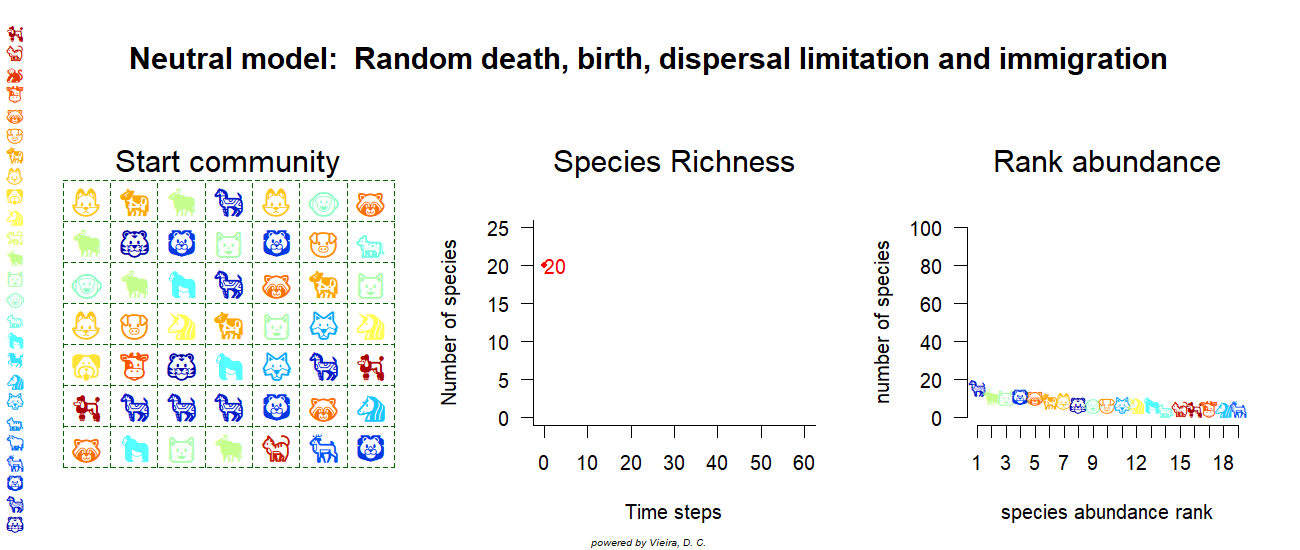 Neutral model:  Random death, birth, dispersal limitation and immigration
Start community
Species Richness
Number of species
25
20
15
10
5
0
20
0 10 20 30 40 50 60
Time steps
Rank abundance
number of species
100
80
60
40
20
0
1 3 5 7 9 12 15 18
species abundance rank
powered by Vieira, D. C.